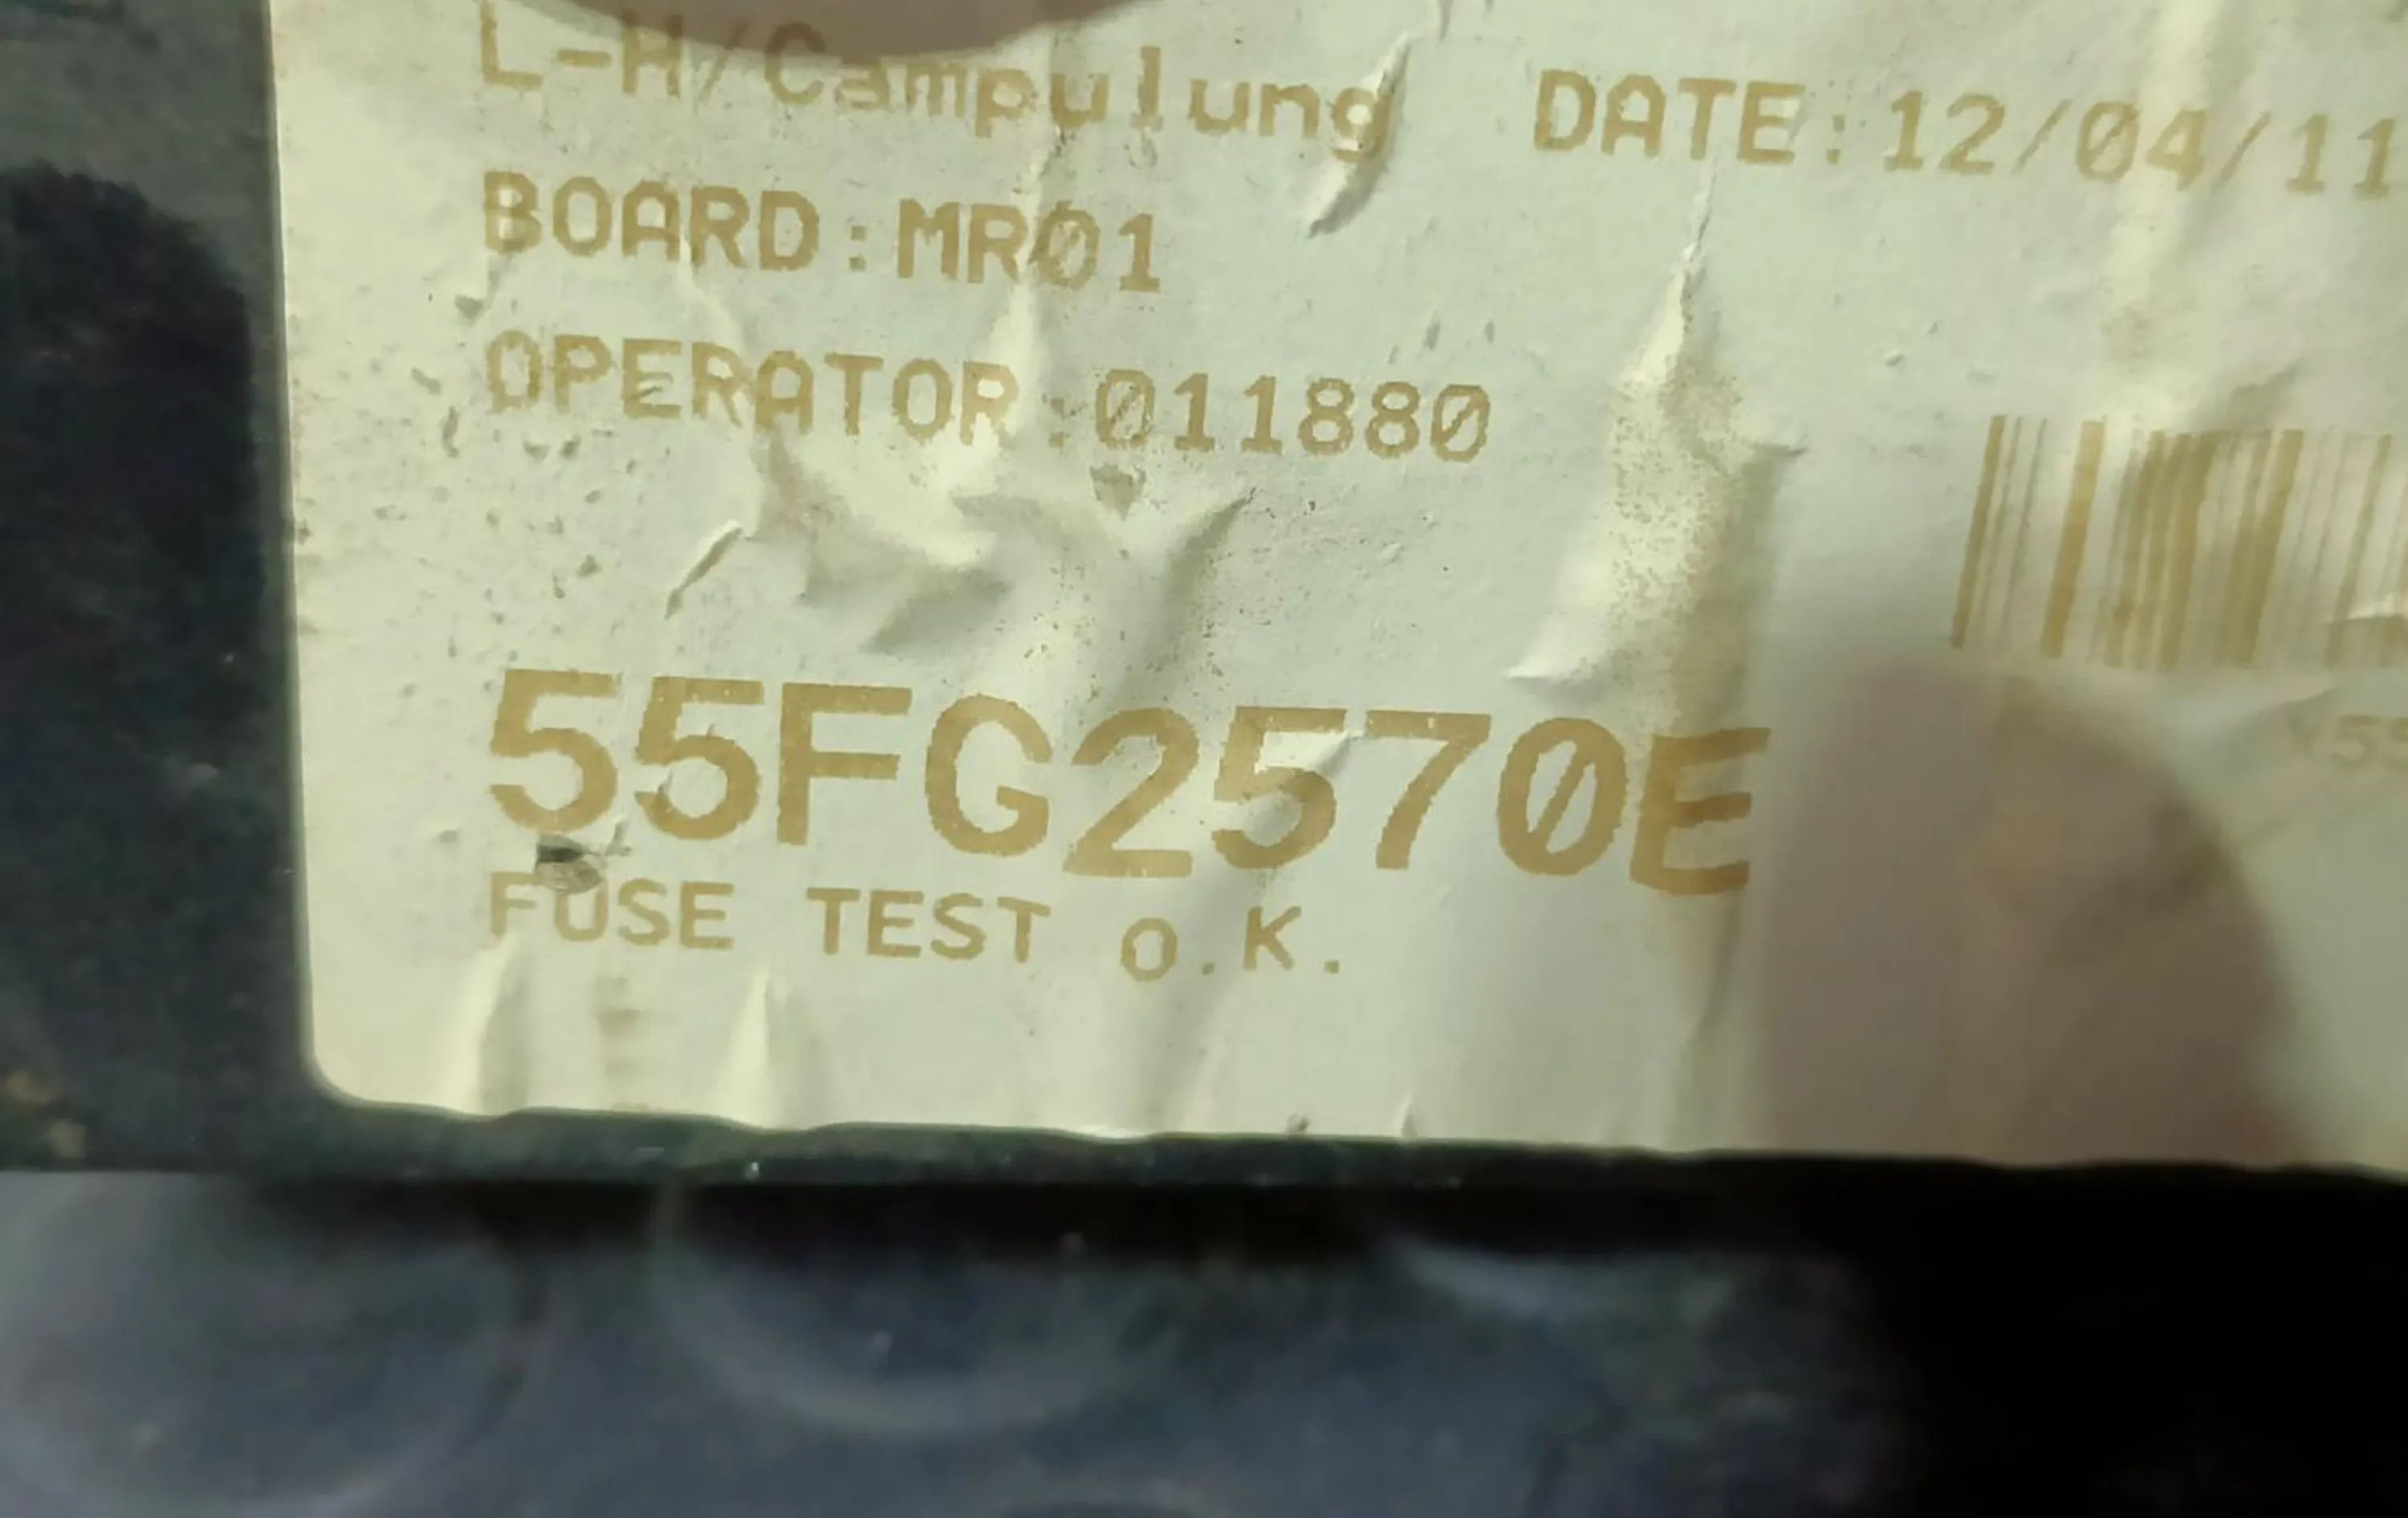 L-H/Campulung DATE:12/04/11
BOARD:MR01
OPERATOR:011880
55FG2570E
FUSE TEST O.K.